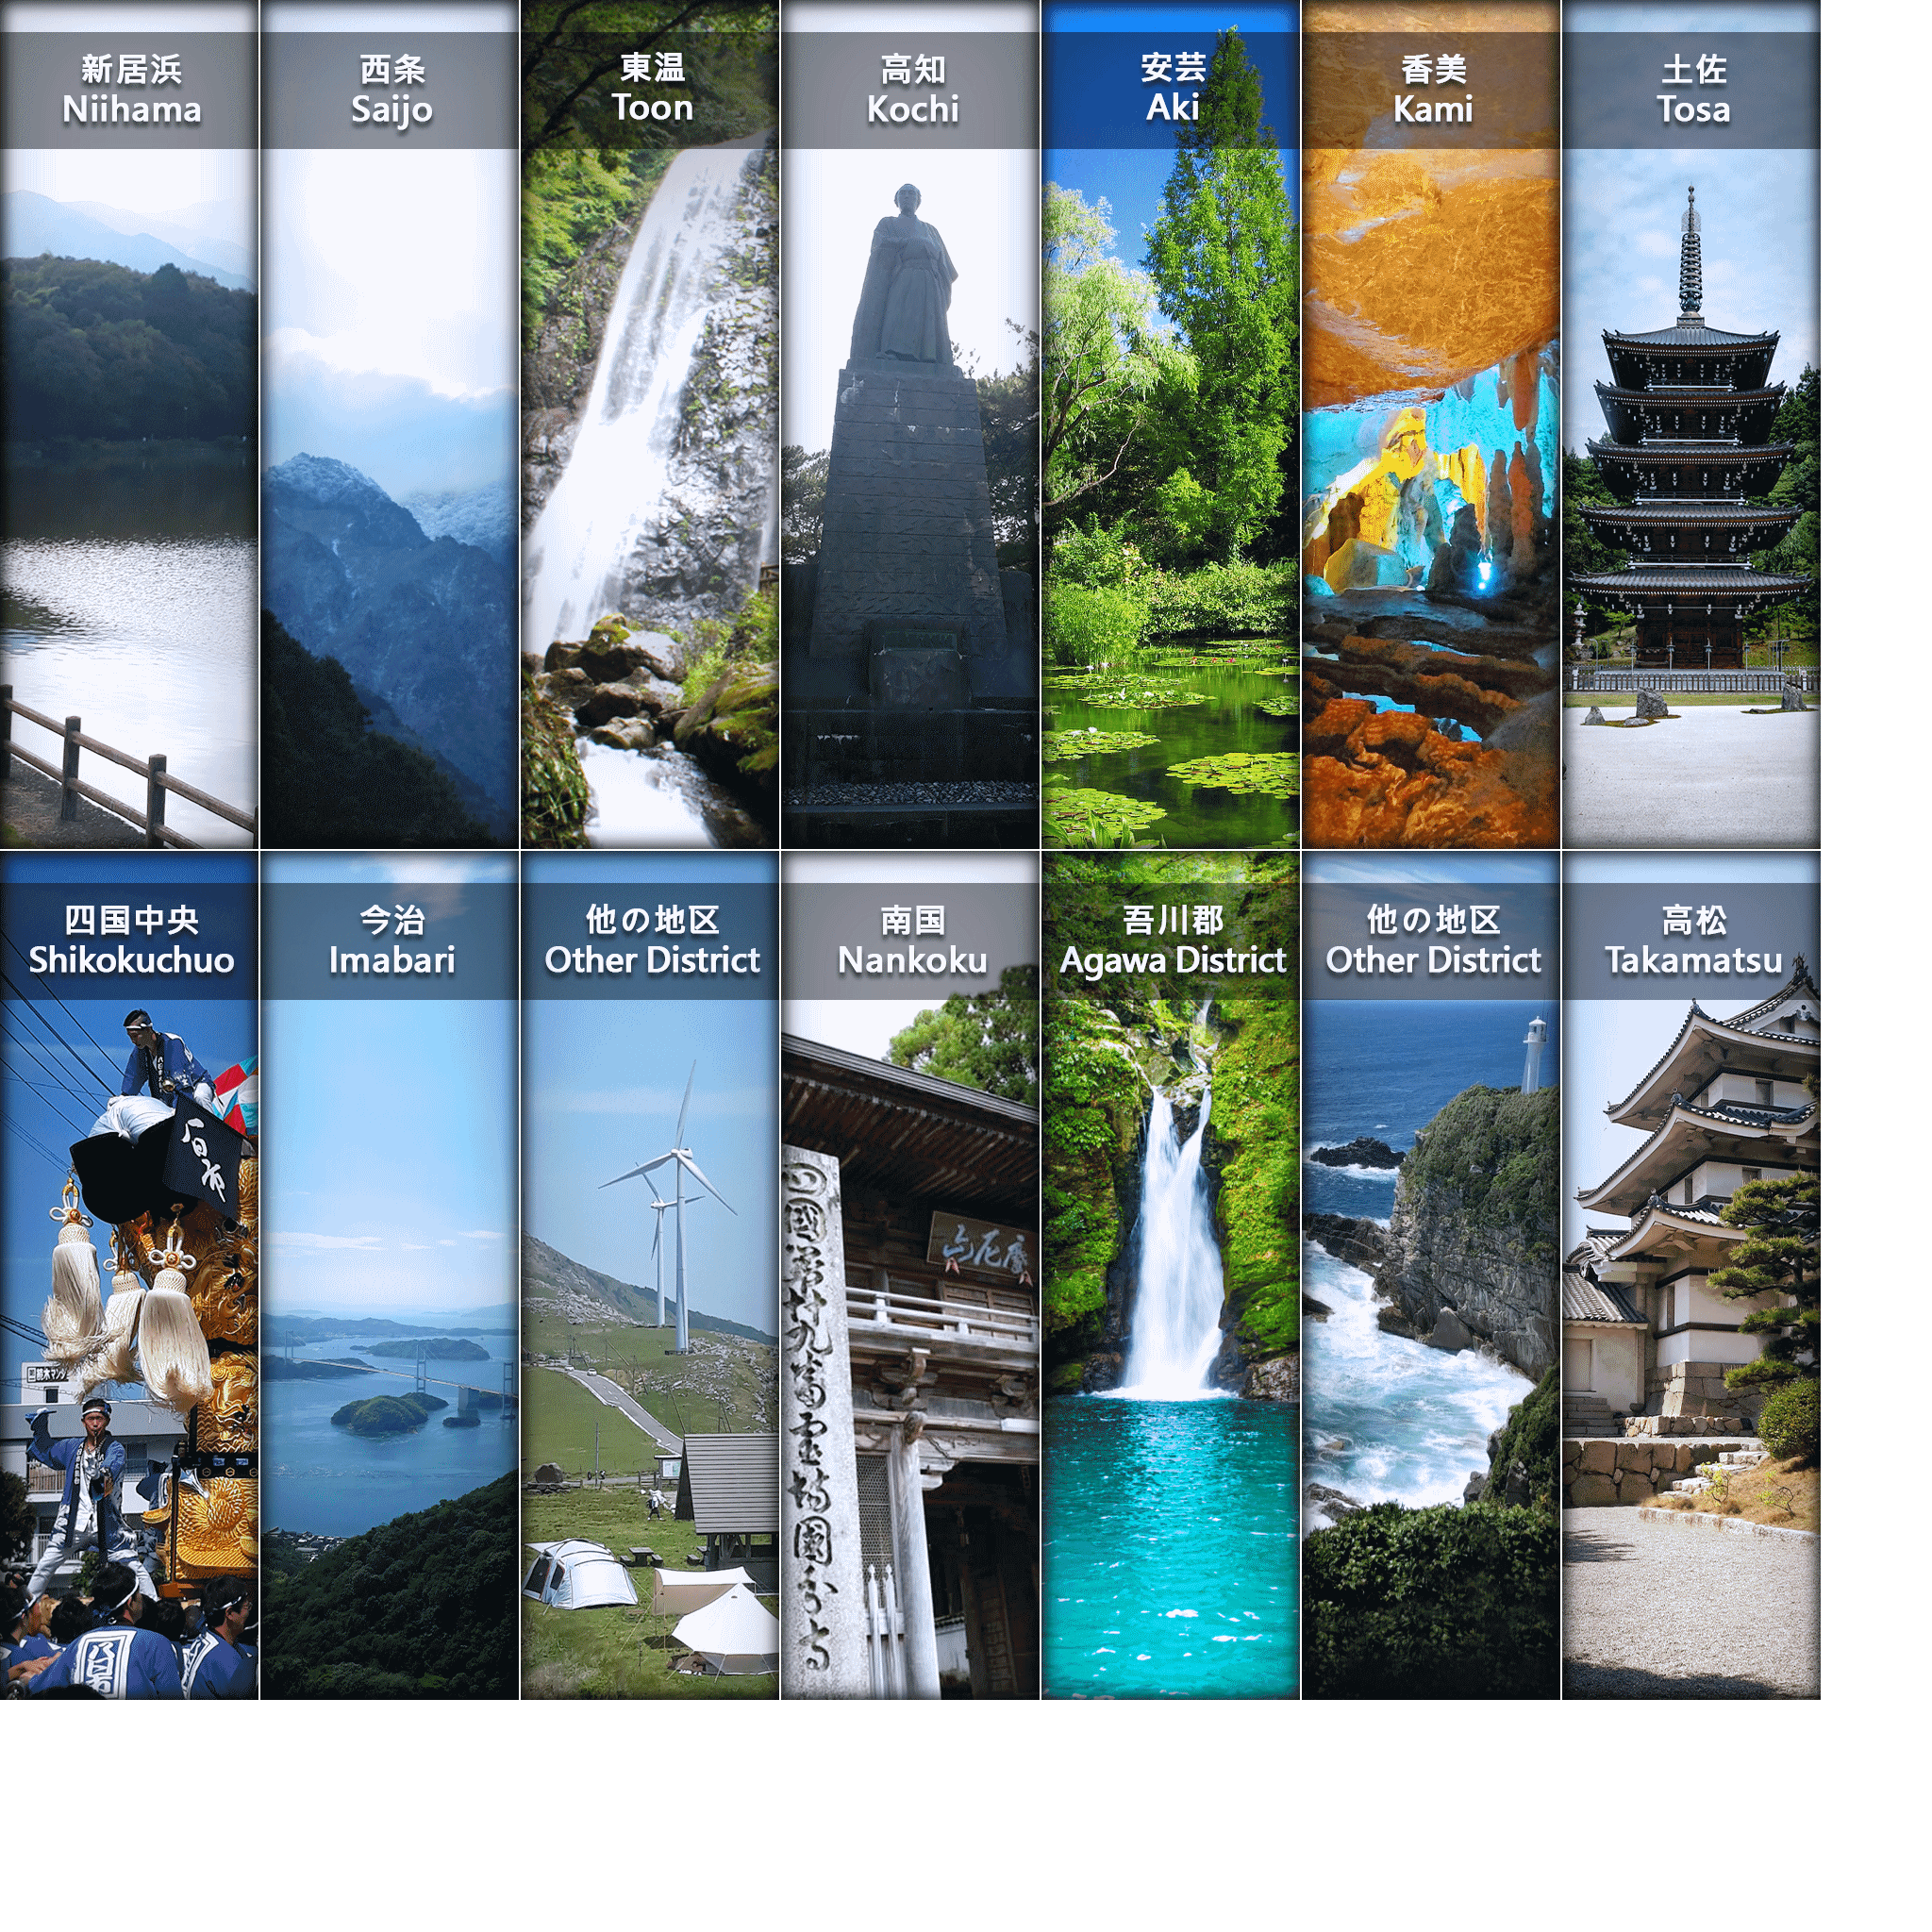 新居浜
Niihama
西条
Saijo
東温
Toon
高知
Kochi
安芸
Aki
香美
Kami
土佐
Tosa
四国中央
Shikokuchuo
今治
Imabari
他の地区
Other District
南国
Nankoku
吾川郡
Agawa District
他の地区
Other District
高松
Takamatsu